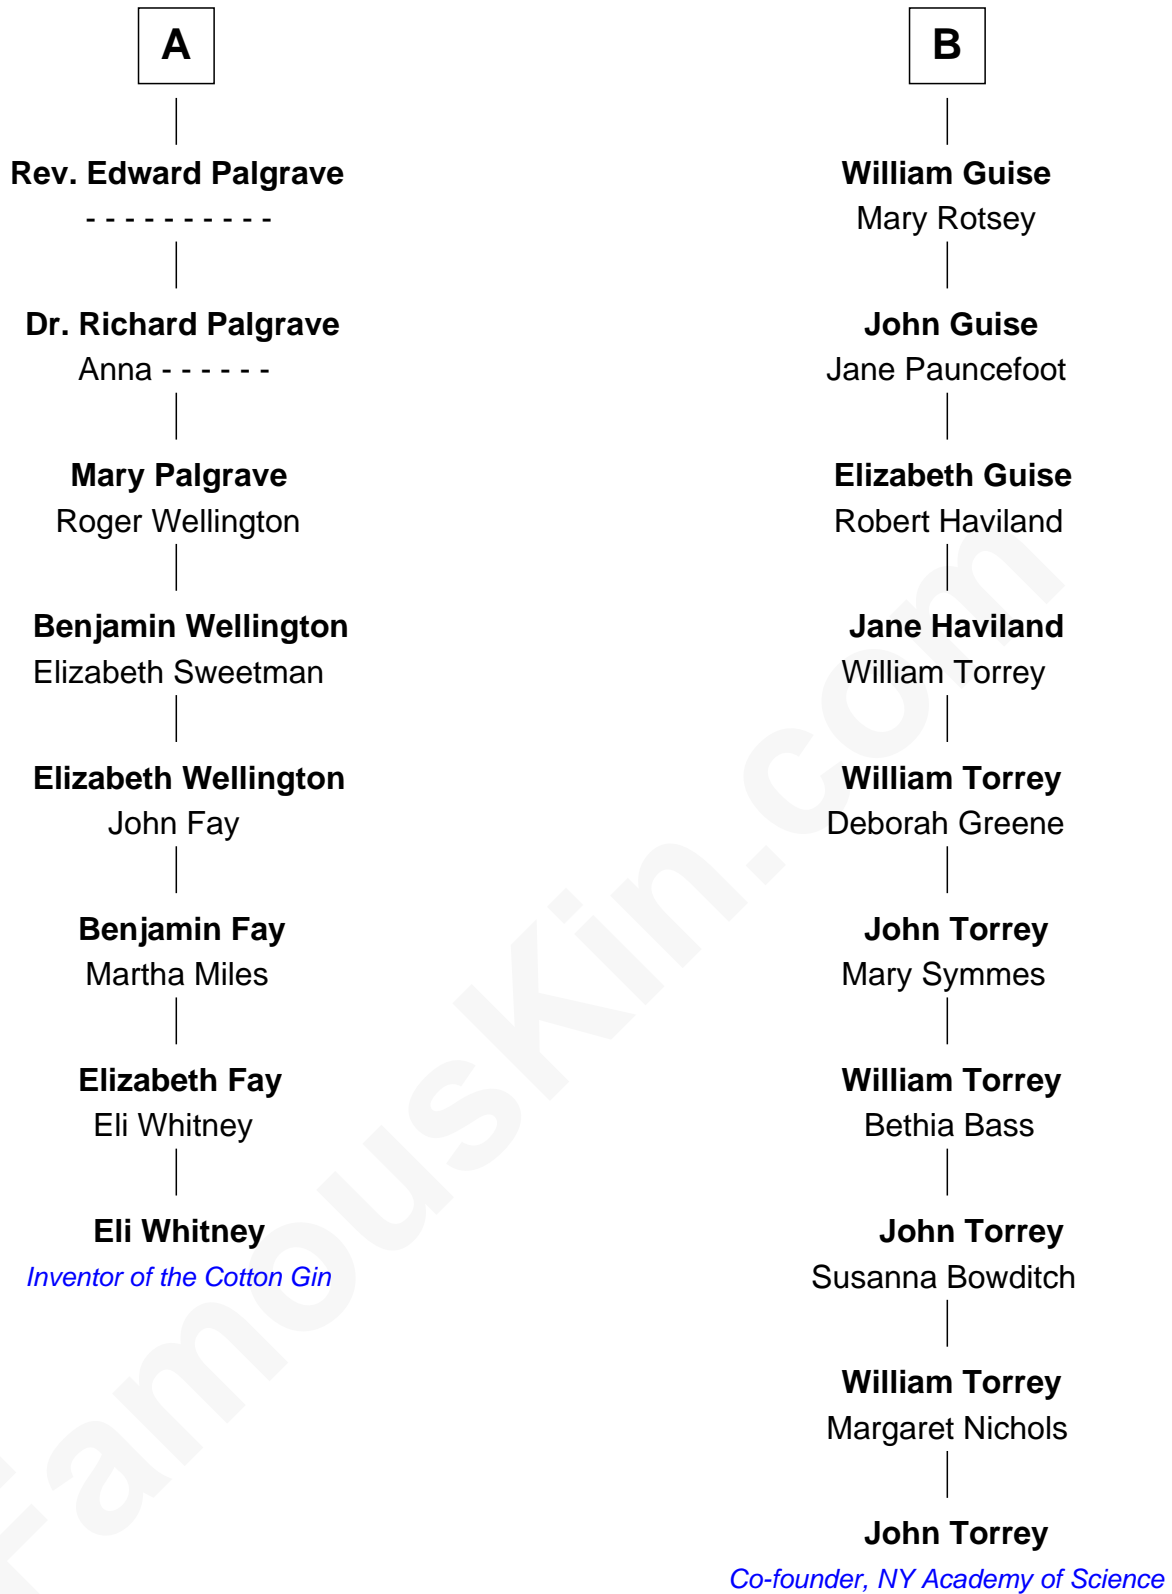 A
Rev. Edward Palgrave
- - - - - - - - - -
Dr. Richard Palgrave
Anna - - - - - -
Mary Palgrave
Roger Wellington
Benjamin Wellington
Elizabeth Sweetman
Elizabeth Wellington
John Fay
Benjamin Fay
Martha Miles
Elizabeth Fay
Eli Whitney
Eli Whitney
Inventor of the Cotton Gin
B
William Guise
Mary Rotsey
John Guise
Jane Pauncefoot
Elizabeth Guise
Robert Haviland
Jane Haviland
William Torrey
William Torrey
Deborah Greene
John Torrey
Mary Symmes
William Torrey
Bethia Bass
John Torrey
Susanna Bowditch
William Torrey
Margaret Nichols
John Torrey
Co-founder, NY Academy of Science
FamousKin.com